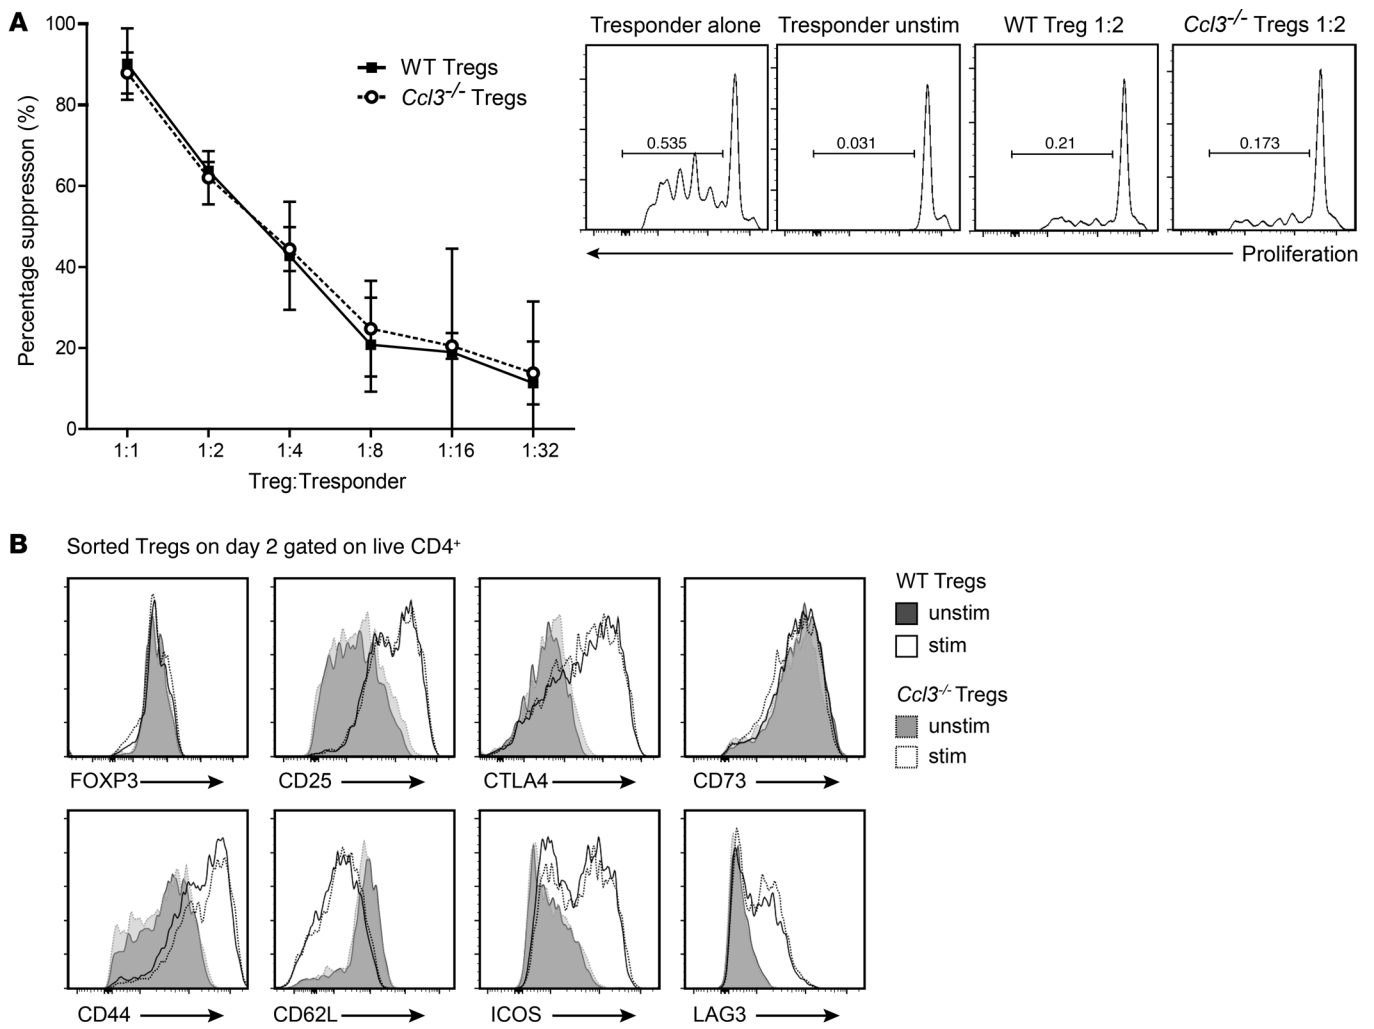 A
Percentage suppresson (%)
100
80
60
40
20
0
1:1 1:2 1:4 1:8 1:16 1:32
Treg:Tresponder
WT Tregs
Ccl3-/- Tregs
Tresponder alone Tresponder unstim WT Treg 1:2 Ccl3-/- Tregs 1:2
0.535 0.031 0.21 0.173
Proliferation
B Sorted Tregs on day 2 gated on live CD4+
FOXP3 CD25 CTLA4 CD73
CD44 CD62L ICOS LAG3
WT Tregs
unstim
stim
Ccl3-/- Tregs
unstim
stim